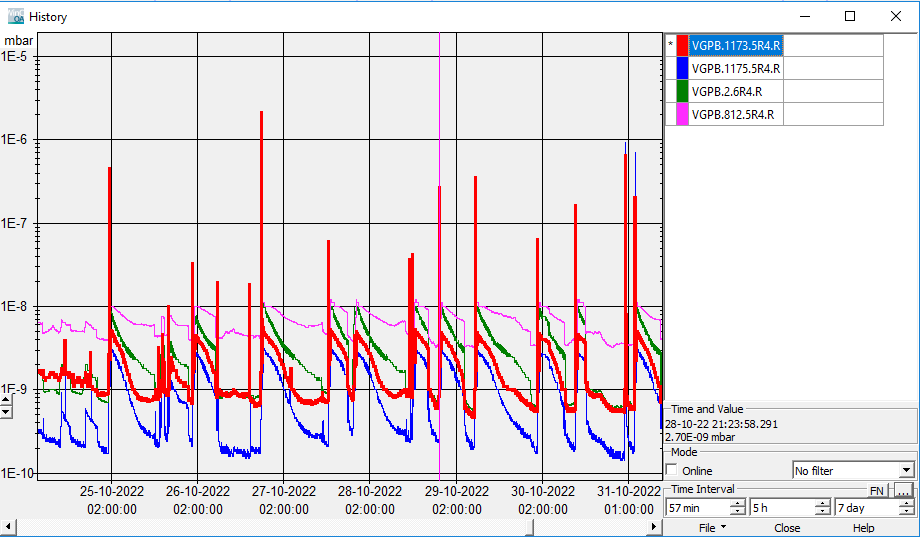 History
mbar
1E-5
1E-6
1E-7
1E-8
1E-9
1E-10
25-10-2022 26-10-2022 27-10-2022 28-10-2022 29-10-2022 30-10-2022 31-10-2022
02:00:00 02:00:00 02:00:00 02:00:00 02:00:00 02:00:00 01:00:00
* VGPB.1173.5R4.R
VGPB.1175.5R4.R
VGPB.2.6R4.R
VGPB.812.5R4.R
Time and Value
28-10-22 21:23:58.291
2.70E-09 mbar
Mode
Online No filter
Time Interval FN ...
57 min 5 h 7 day
File Close Help